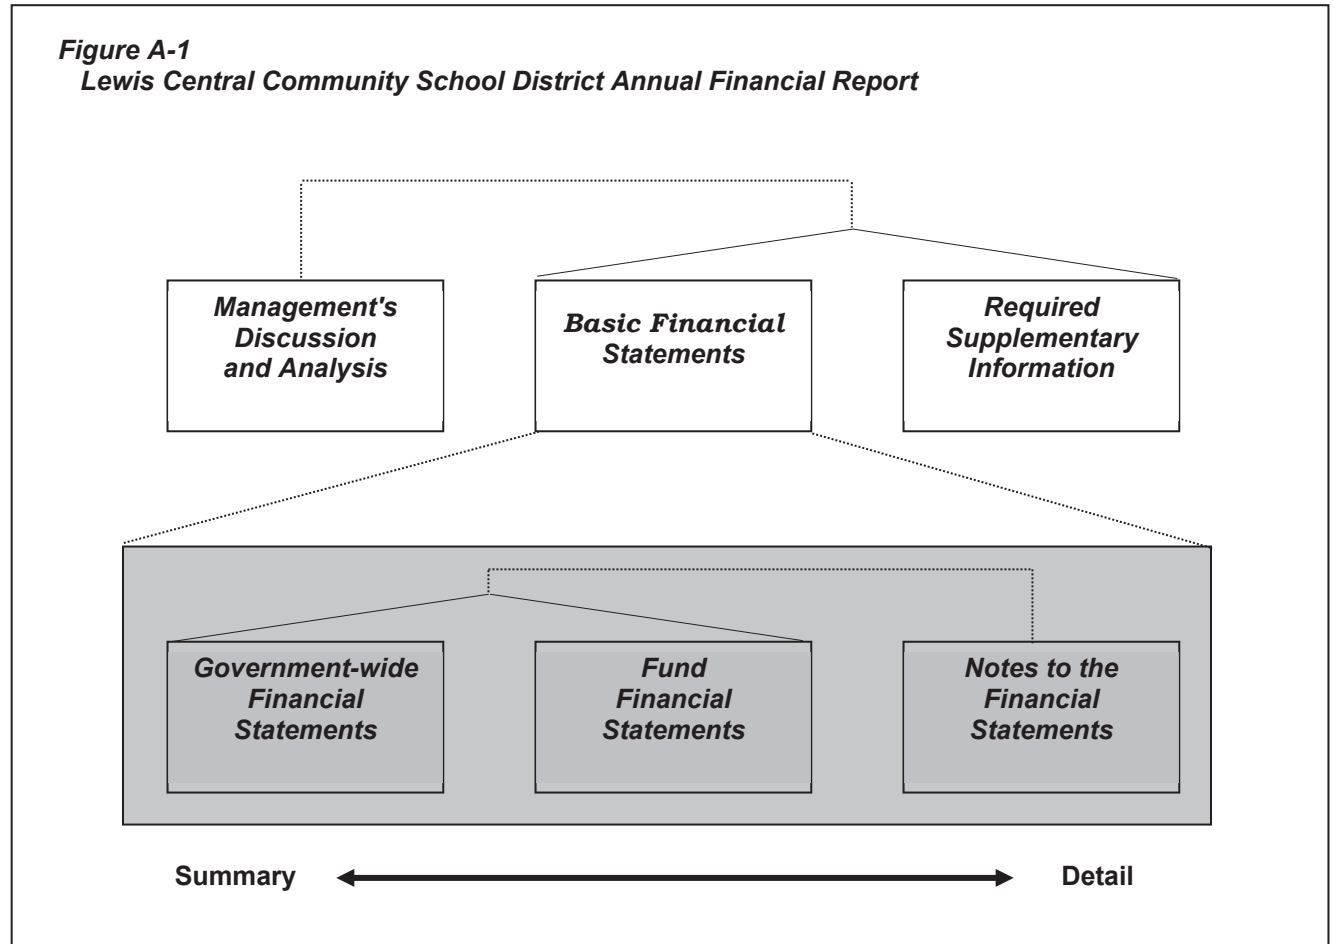 Figure A-1
Lewis Central Community School District Annual Financial Report
Management's
Discussion
and Analysis
Basic Financial
Statements
Required
Supplementary
Information
Government-wide
Financial
Statements
Fund
Financial
Statements
Notes to the
Financial
Statements
Summary
Detail